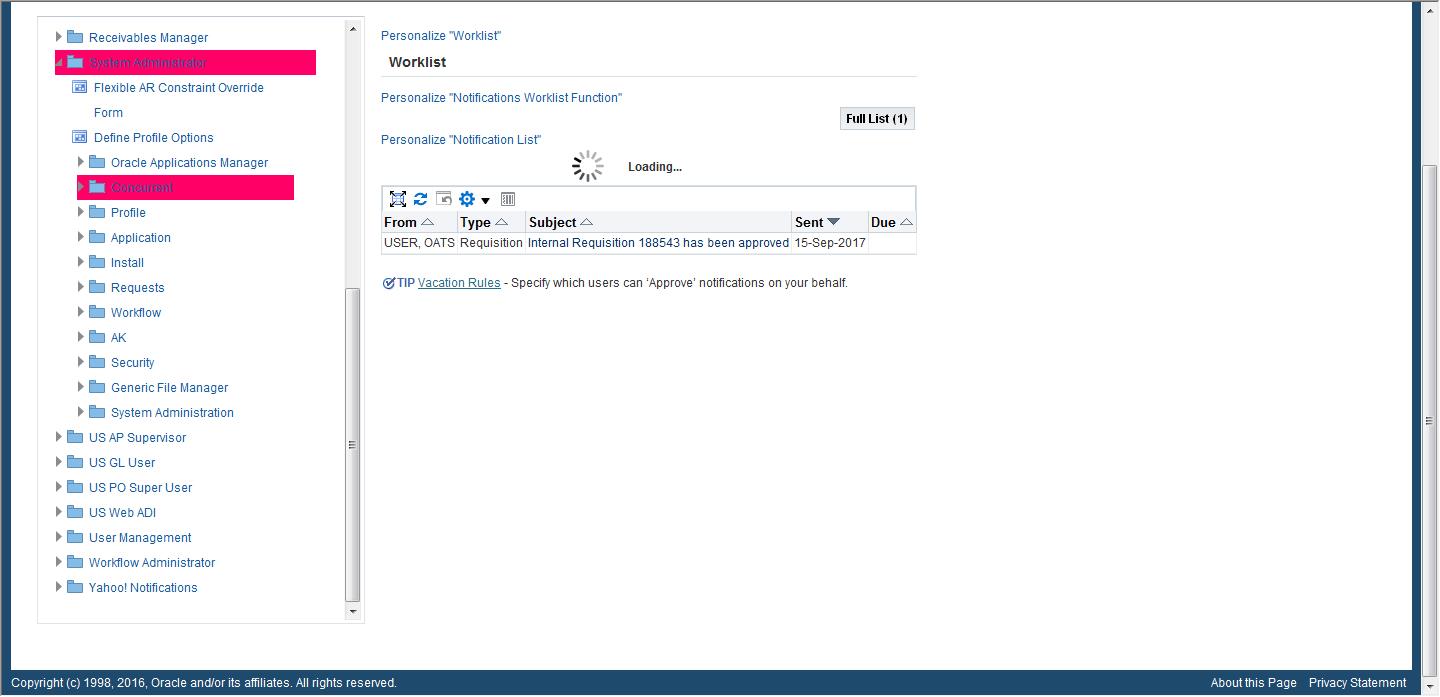 Receivables Manager
System Administrator
Flexible AR Constraint Override
Form
Define Profile Options
Oracle Applications Manager
Concurrent
Profile
Application
Install
Requests
Workflow
AK
Security
Generic File Manager
System Administration
US AP Supervisor
US GL User
US PO Super User
US Web ADI
User Management
Workflow Administrator
Yahoo! Notifications
Personalize "Worklist"
Worklist
Personalize "Notifications Worklist Function"
Full List (1)
Personalize "Notification List"
Loading...
From Type Subject Sent Due
USER, OATS Requisition Internal Requisition 188543 has been approved 15-Sep-2017
TIP Vacation Rules - Specify which users can ‘Approve’ notifications on your behalf.
Copyright (c) 1998, 2016, Oracle and/or its affiliates. All rights reserved.
About this Page Privacy Statement